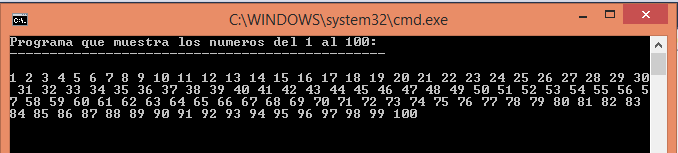 C:\WINDOWS\system32\cmd.exe
Programa que muestra los numeros del 1 al 100:
-----------------------------------------------
1 2 3 4 5 6 7 8 9 10 11 12 13 14 15 16 17 18 19 20 21 22 23 24 25 26 27 28 29 30
 31 32 33 34 35 36 37 38 39 40 41 42 43 44 45 46 47 48 49 50 51 52 53 54 55 56 5
7 58 59 60 61 62 63 64 65 66 67 68 69 70 71 72 73 74 75 76 77 78 79 80 81 82 83
84 85 86 87 88 89 90 91 92 93 94 95 96 97 98 99 100